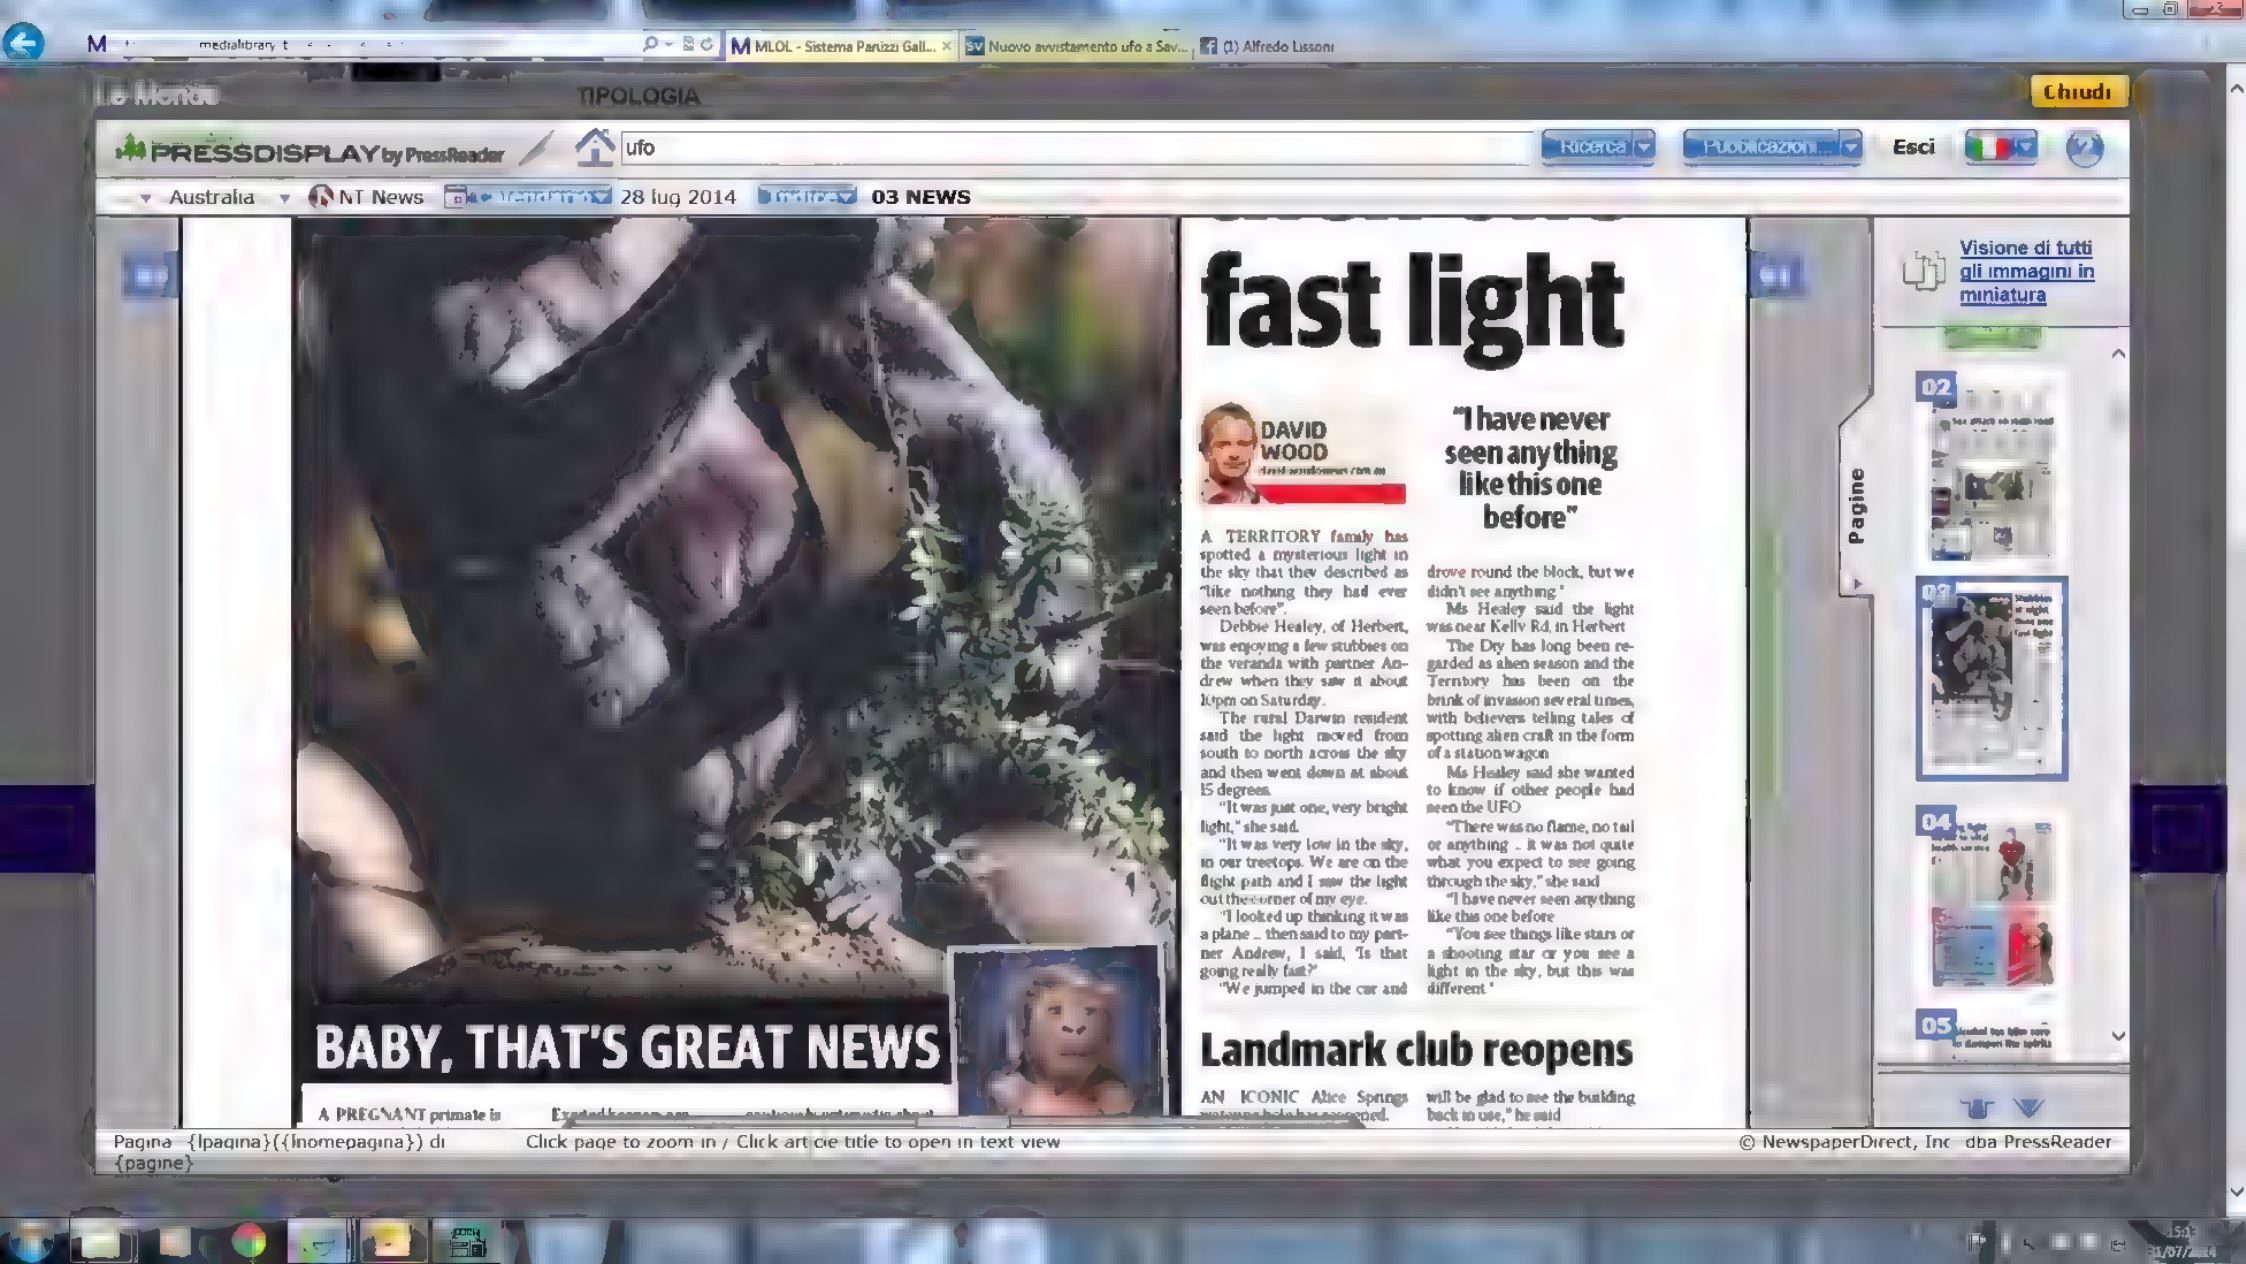 M
medialibrary
MLOL - Sistema Panizzi Gall...
Nuovo avvistamento ufo a Sav...
(1) Alfredo Lissoni
TIPOLOGIA
Chiudi
PRESSDISPLAY by PressReader
ufo
Ricerca
Pubblicazioni...
Esci
Australia
NT News
28 lug 2014
03 NEWS
fast light
DAVID
WOOD
"I have never
seen anything
like this one
before"
A TERRITORY family has
spotted a mysterious light in
the sky that they described as
"like nothing they had ever
seen before".
Debbie Healey, of Herbert,
was enjoying a few stubbies on
the veranda with partner An-
drew when they saw it about
10pm on Saturday.
The rural Darwin resident
said the light moved from
south to north across the sky
and then went down at about
15 degrees.
"It was just one, very bright
light," she said.
"It was very low in the sky,
in our treetops. We are on the
flight path and I saw the light
out the corner of my eye.
"I looked up thinking it was
a plane ... then said to my part-
ner Andrew, I said, 'Is that
going really fast?'
"We jumped in the car and
drove round the block, but we
didn't see anything."
Ms Healey said the light
was near Kelly Rd, in Herbert
The Dry has long been re-
garded as alien season and the
Territory has been on the
brink of invasion several times,
with believers telling tales of
spotting alien craft in the form
of a station wagon
Ms Healey said she wanted
to know if other people had
seen the UFO
"There was no flame, no tail
or anything ... it was not quite
what you expect to see going
through the sky," she said
"I have never seen anything
like this one before
"You see things like stars or
a shooting star or you see a
light in the sky, but this was
different."
BABY, THAT'S GREAT NEWS
A PREGNANT primate in
Landmark club reopens
AN ICONIC Alice Springs
will be glad to see the building
back in use," he said
Visione di tutti
gli immagini in
miniatura
Pagine
02
03
04
05
Pagina {lpagina}({lnomepagina}) di
{pagine}
Click page to zoom in / Click article title to open in text view
© NewspaperDirect, Inc dba PressReader